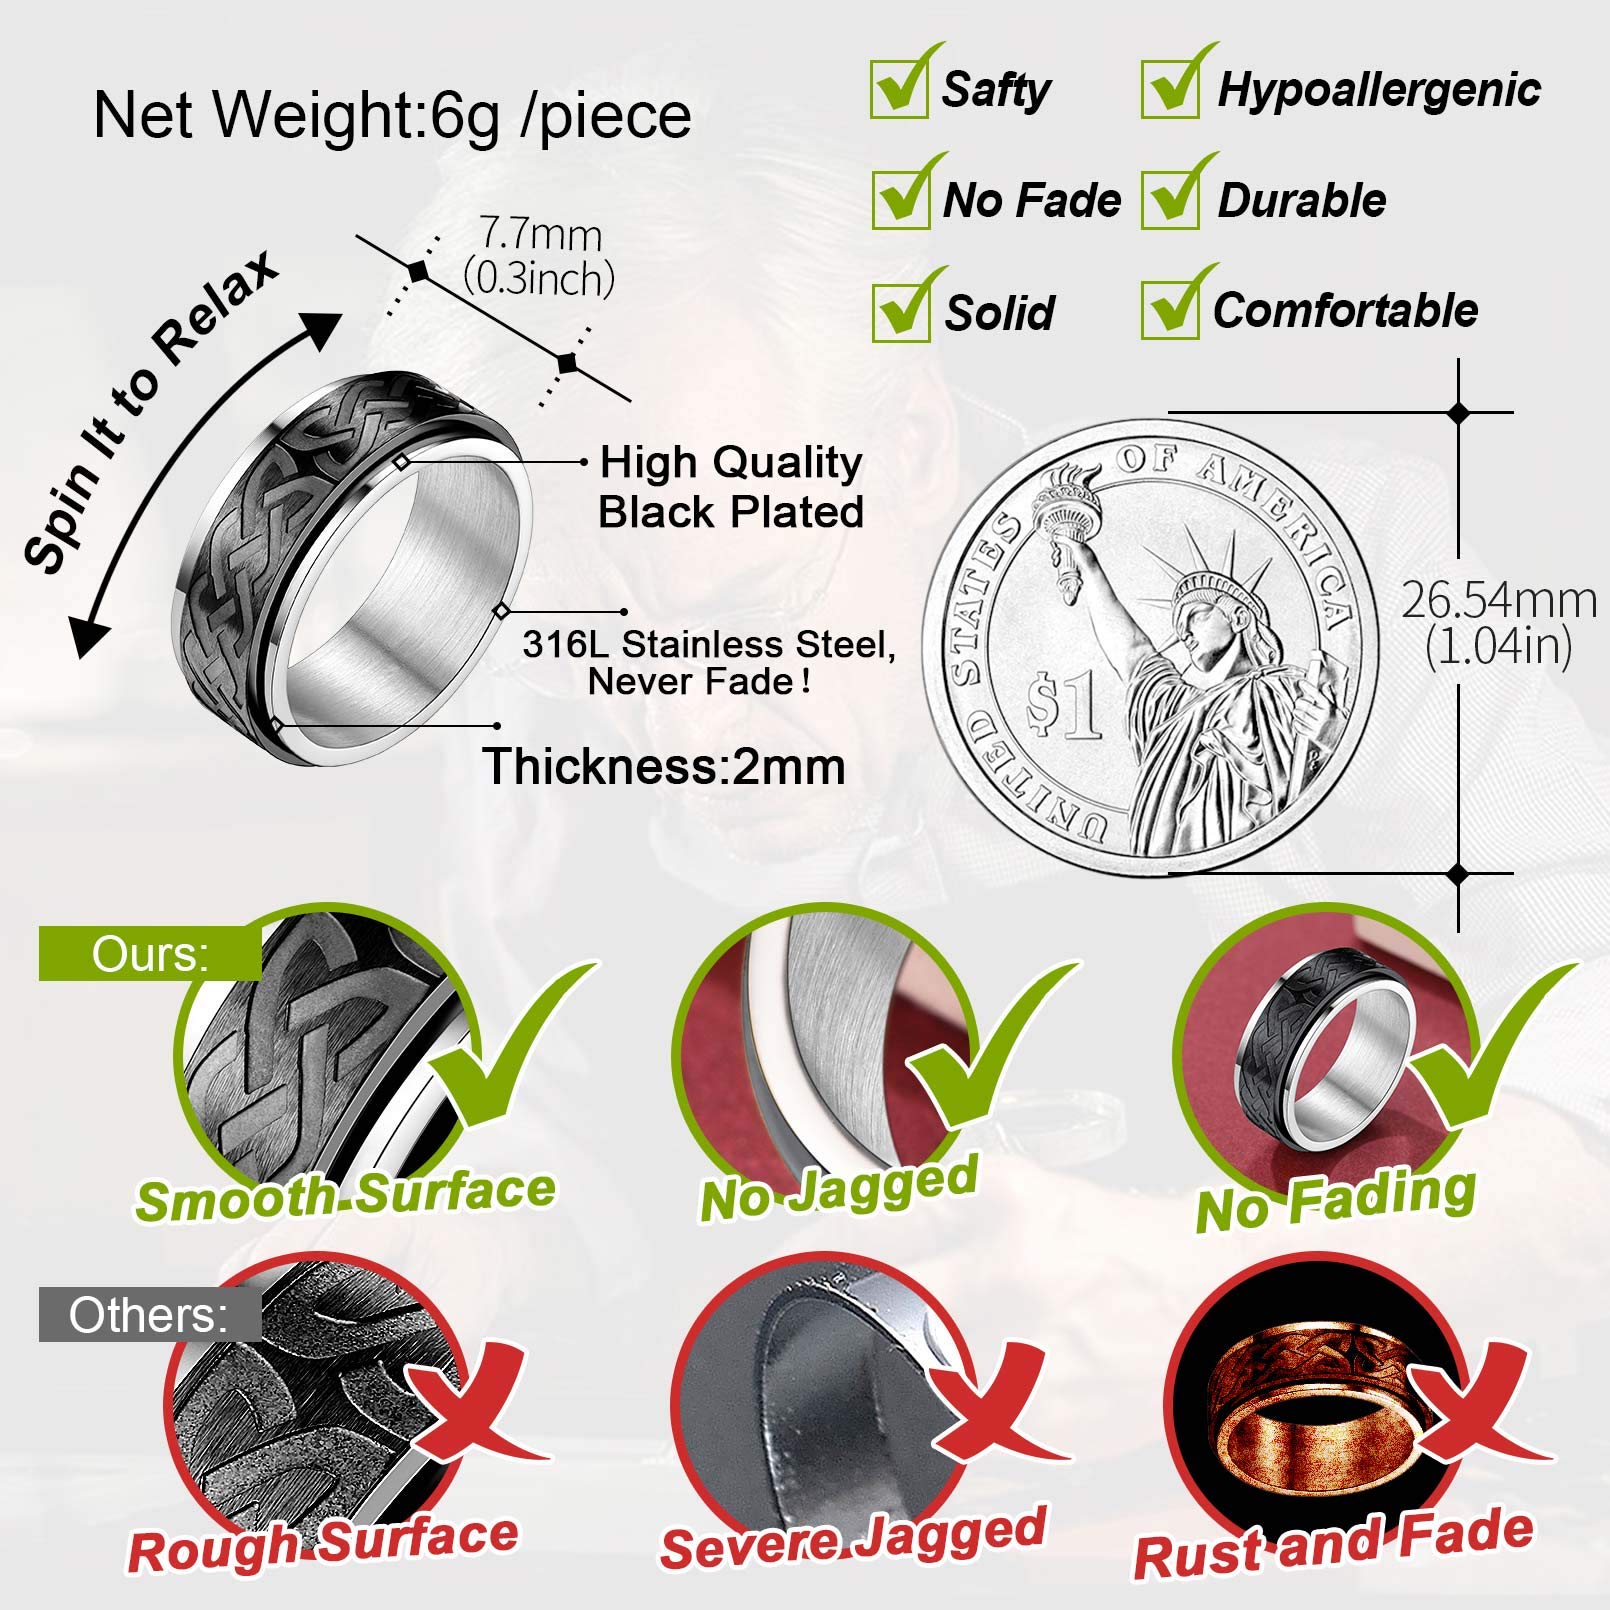 Net Weight:6g /piece
Safty
Hypoallergenic
No Fade
Durable
Solid
Comfortable
7.7mm
(0.3inch)
Spin It to Relax
High Quality
Black Plated
316L Stainless Steel,
Never Fade!
Thickness:2mm
UNITED STATES OF AMERICA
$1
26.54mm
(1.04in)
Ours:
Smooth Surface
No Jagged
No Fading
Others:
Rough Surface
Severe Jagged
Rust and Fade